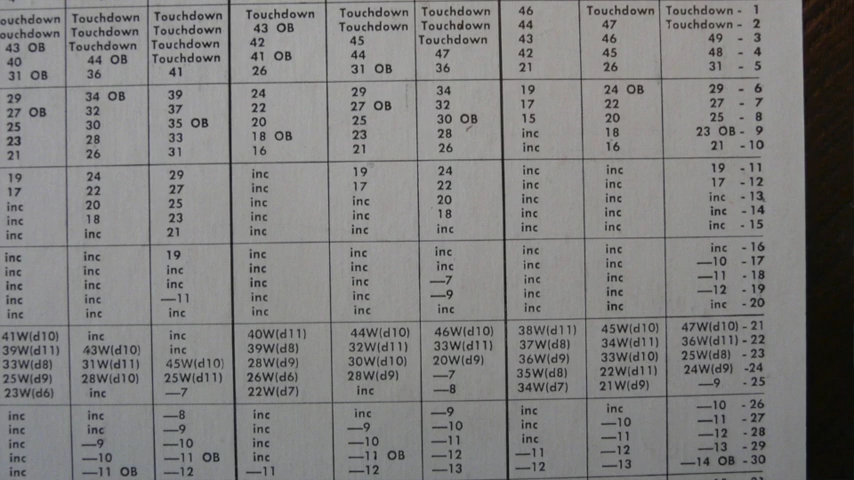 ouchdown Touchdown Touchdown Touchdown Touchdown Touchdown 46 Touchdown Touchdown - 1
ouchdown Touchdown Touchdown 43 OB Touchdown Touchdown 44 47 Touchdown - 2
43 OB Touchdown Touchdown 42 45 Touchdown 43 46 49 - 3
40 44 OB Touchdown 41 OB 44 47 42 45 48 - 4
31 OB 36 41 26 31 OB 36 21 26 31 - 5
29 34 OB 39 24 29 34 19 24 OB 29 - 6
27 OB 32 37 22 27 OB 32 17 22 27 - 7
25 30 35 OB 20 25 30 OB 15 20 25 - 8
23 28 33 18 OB 23 28 inc 18 23 OB - 9
21 26 31 16 21 26 inc 16 21 - 10
19 24 29 inc 19 24 inc inc 19 - 11
17 22 27 inc 17 22 inc inc 17 - 12
inc 20 25 inc inc 20 inc inc inc - 13
inc 18 23 inc inc 18 inc inc inc - 14
inc inc 21 inc inc inc inc inc inc - 15
inc inc 19 inc inc inc inc inc inc - 16
inc inc inc inc inc inc inc inc —10 - 17
inc inc inc inc inc —7 inc inc —11 - 18
inc inc —11 inc inc —9 inc inc —12 - 19
inc inc inc inc inc inc inc inc inc - 20
41W(d10) inc inc 40W(d11) 44W(d10) 46W(d10) 38W(d11) 45W(d10) 47W(d10) - 21
39W(d11) 43W(d10) inc 39W(d8) 32W(d11) 33W(d11) 37W(d8) 34W(d11) 36W(d11) - 22
33W(d8) 31W(d11) 45W(d10) 28W(d9) 30W(d10) 20W(d9) 36W(d9) 33W(d10) 25W(d8) - 23
25W(d9) 28W(d10) 25W(d11) 26W(d6) 28W(d9) —7 35W(d8) 22W(d11) 24W(d9) -24
23W(d6) inc —7 22W(d7) inc —8 34W(d7) 21W(d9) —9 - 25
inc inc —8 inc inc —9 inc inc —10 - 26
inc inc —9 inc —9 —10 inc —10 —11 - 27
inc —9 —10 inc —10 —11 inc —11 —12 - 28
inc —10 —11 OB inc —11 OB —12 —11 —12 —13 - 29
inc —11 OB —12 —11 —12 —13 —12 —13 —14 OB - 30